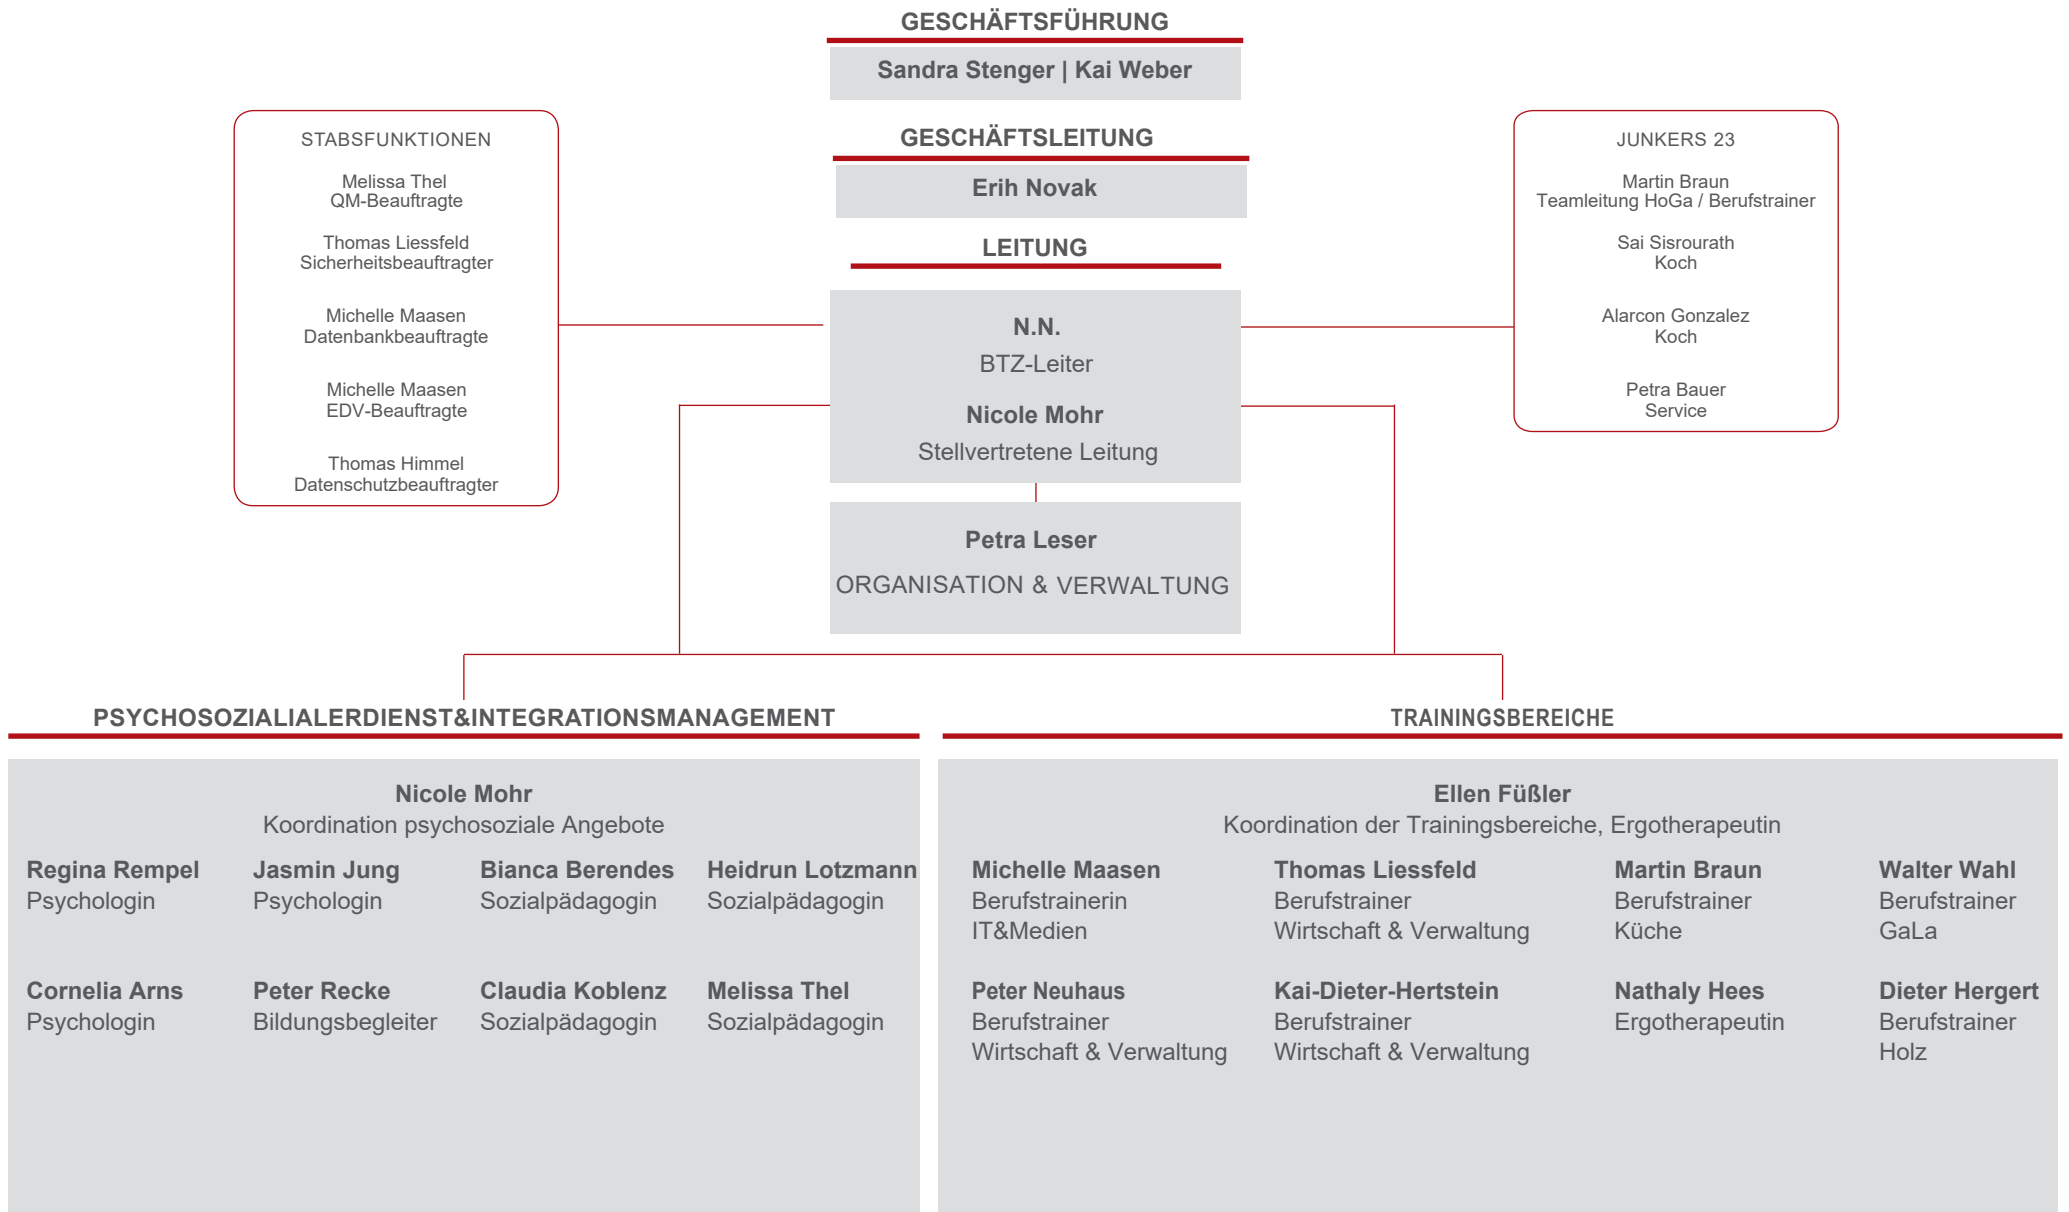 GESCHÄFTSFÜHRUNG
Sandra Stenger | Kai Weber
GESCHÄFTSLEITUNG
Erih Novak
LEITUNG
N.N.
BTZ-Leiter
Nicole Mohr
Stellvertretene Leitung
Petra Leser
ORGANISATION & VERWALTUNG
STABSFUNKTIONEN
Melissa Thel
QM-Beauftragte
Thomas Liessfeld
Sicherheitsbeauftragter
Michelle Maasen
Datenbankbeauftragte
Michelle Maasen
EDV-Beauftragte
Thomas Himmel
Datenschutzbeauftragter
JUNKERS 23
Martin Braun
Teamleitung HoGa / Berufstrainer
Sai Sisrourath
Koch
Alarcon Gonzalez
Koch
Petra Bauer
Service
PSYCHOSOZIALIALERDIENST&INTEGRATIONSMANAGEMENT
Nicole Mohr
Koordination psychosoziale Angebote
Regina Rempel
Psychologin
Jasmin Jung
Psychologin
Bianca Berendes
Sozialpädagogin
Heidrun Lotzmann
Sozialpädagogin
Cornelia Arns
Psychologin
Peter Recke
Bildungsbegleiter
Claudia Koblenz
Sozialpädagogin
Melissa Thel
Sozialpädagogin
TRAININGSBEREICHE
Ellen Füßler
Koordination der Trainingsbereiche, Ergotherapeutin
Michelle Maasen
Berufstrainerin
IT&Medien
Thomas Liessfeld
Berufstrainer
Wirtschaft & Verwaltung
Martin Braun
Berufstrainer
Küche
Walter Wahl
Berufstrainer
GaLa
Peter Neuhaus
Berufstrainer
Wirtschaft & Verwaltung
Kai-Dieter-Hertstein
Berufstrainer
Wirtschaft & Verwaltung
Nathaly Hees
Ergotherapeutin
Dieter Hergert
Berufstrainer
Holz